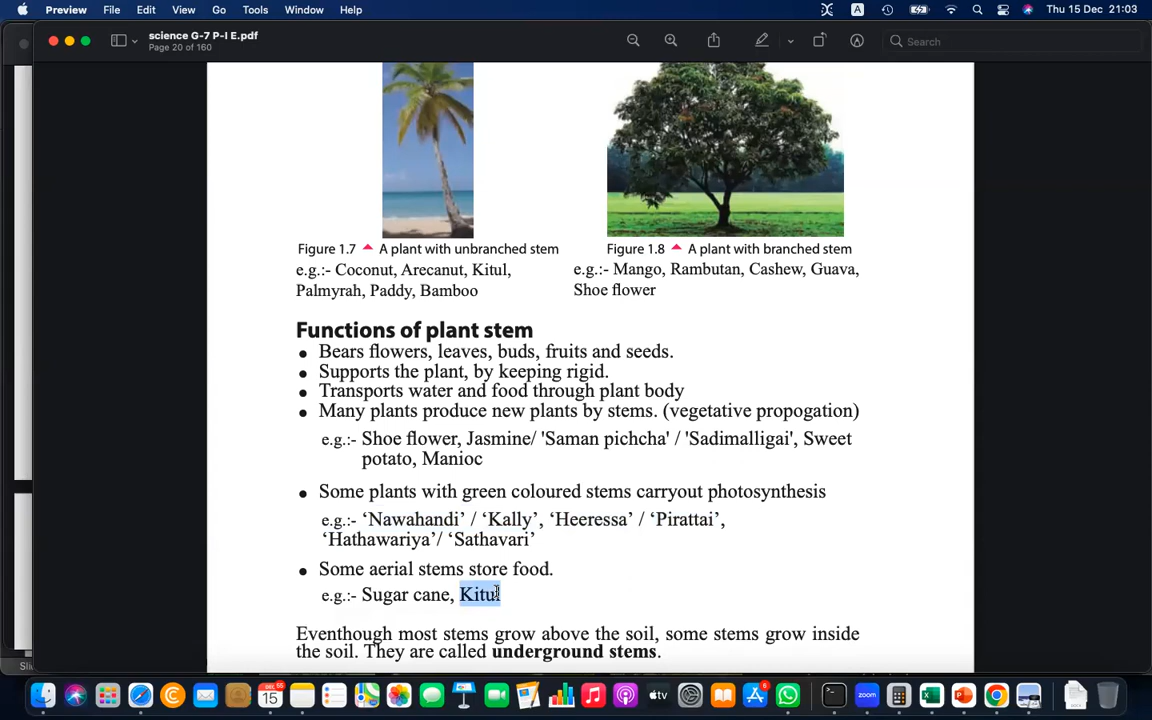 Preview File Edit View Go Tools Window Help A Thu 15 Dec 21:03
science G-7 P-I E.pdf
Page 20 of 160
Search
Figure 1.7 A plant with unbranched stem
e.g.:- Coconut, Arecanut, Kitul,
Palmyrah, Paddy, Bamboo
Figure 1.8 A plant with branched stem
e.g.:- Mango, Rambutan, Cashew, Guava,
Shoe flower
Functions of plant stem
● Bears flowers, leaves, buds, fruits and seeds.
● Supports the plant, by keeping rigid.
● Transports water and food through plant body
● Many plants produce new plants by stems. (vegetative propogation)
e.g.:- Shoe flower, Jasmine/ 'Saman pichcha' / 'Sadimalligai', Sweet
potato, Manioc
● Some plants with green coloured stems carryout photosynthesis
e.g.:- ‘Nawahandi’ / ‘Kally’, ‘Heeressa’ / ‘Pirattai’,
‘Hathawariya’/ ‘Sathavari’
● Some aerial stems store food.
e.g.:- Sugar cane, Kitul
Eventhough most stems grow above the soil, some stems grow inside
the soil. They are called underground stems.
tv
zoom